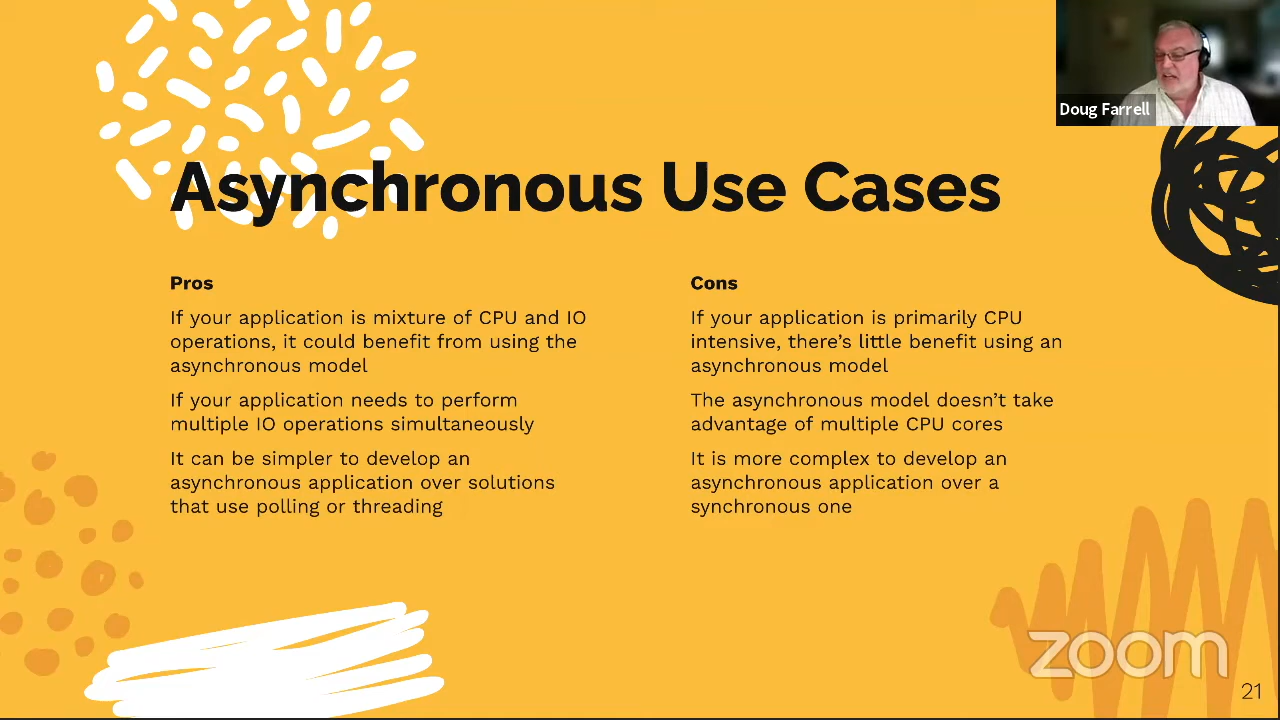 Doug Farrell
Asynchronous Use Cases
Pros
If your application is mixture of CPU and IO
operations, it could benefit from using the
asynchronous model
If your application needs to perform
multiple IO operations simultaneously
It can be simpler to develop an
asynchronous application over solutions
that use polling or threading
Cons
If your application is primarily CPU
intensive, there's little benefit using an
asynchronous model
The asynchronous model doesn't take
advantage of multiple CPU cores
It is more complex to develop an
asynchronous application over a
synchronous one
zoom
21